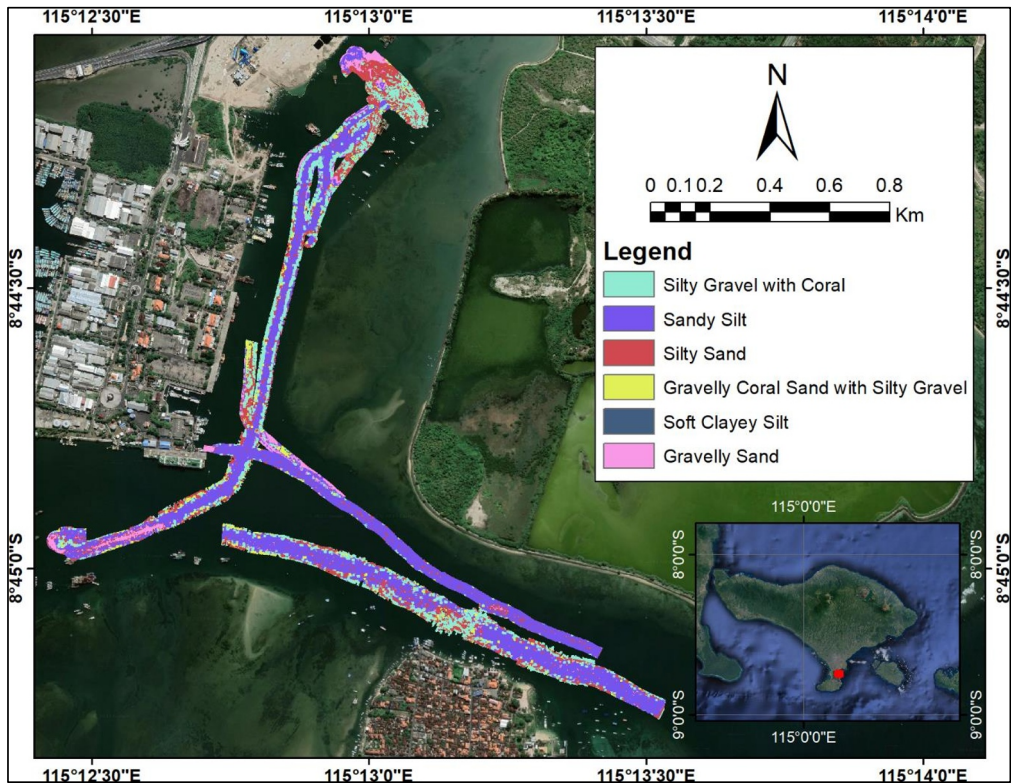 115°12'30"E 115°13'0"E 115°13'30"E 115°14'0"E
N
0 0.1 0.2 0.4 0.6 0.8
Km
Legend
Silty Gravel with Coral
Sandy Silt
Silty Sand
Gravelly Coral Sand with Silty Gravel
Soft Clayey Silt
Gravelly Sand
8°44'30"S 8°44'30"S
8°45'0"S 8°45'0"S
115°0'0"E
8°0'0"S 8°0'0"S
9°0'0"S 9°0'0"S
115°0'0"E
115°12'30"E 115°13'0"E 115°13'30"E 115°14'0"E